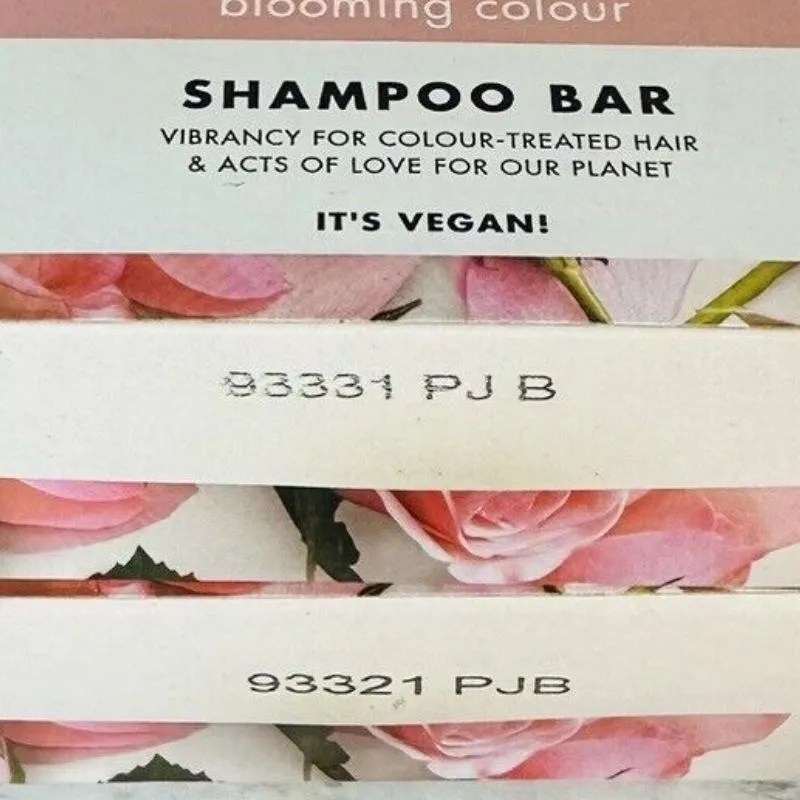 blooming colour
SHAMPOO BAR
VIBRANCY FOR COLOUR-TREATED HAIR
& ACTS OF LOVE FOR OUR PLANET
IT'S VEGAN!
93331 PJ B
93321 PJB